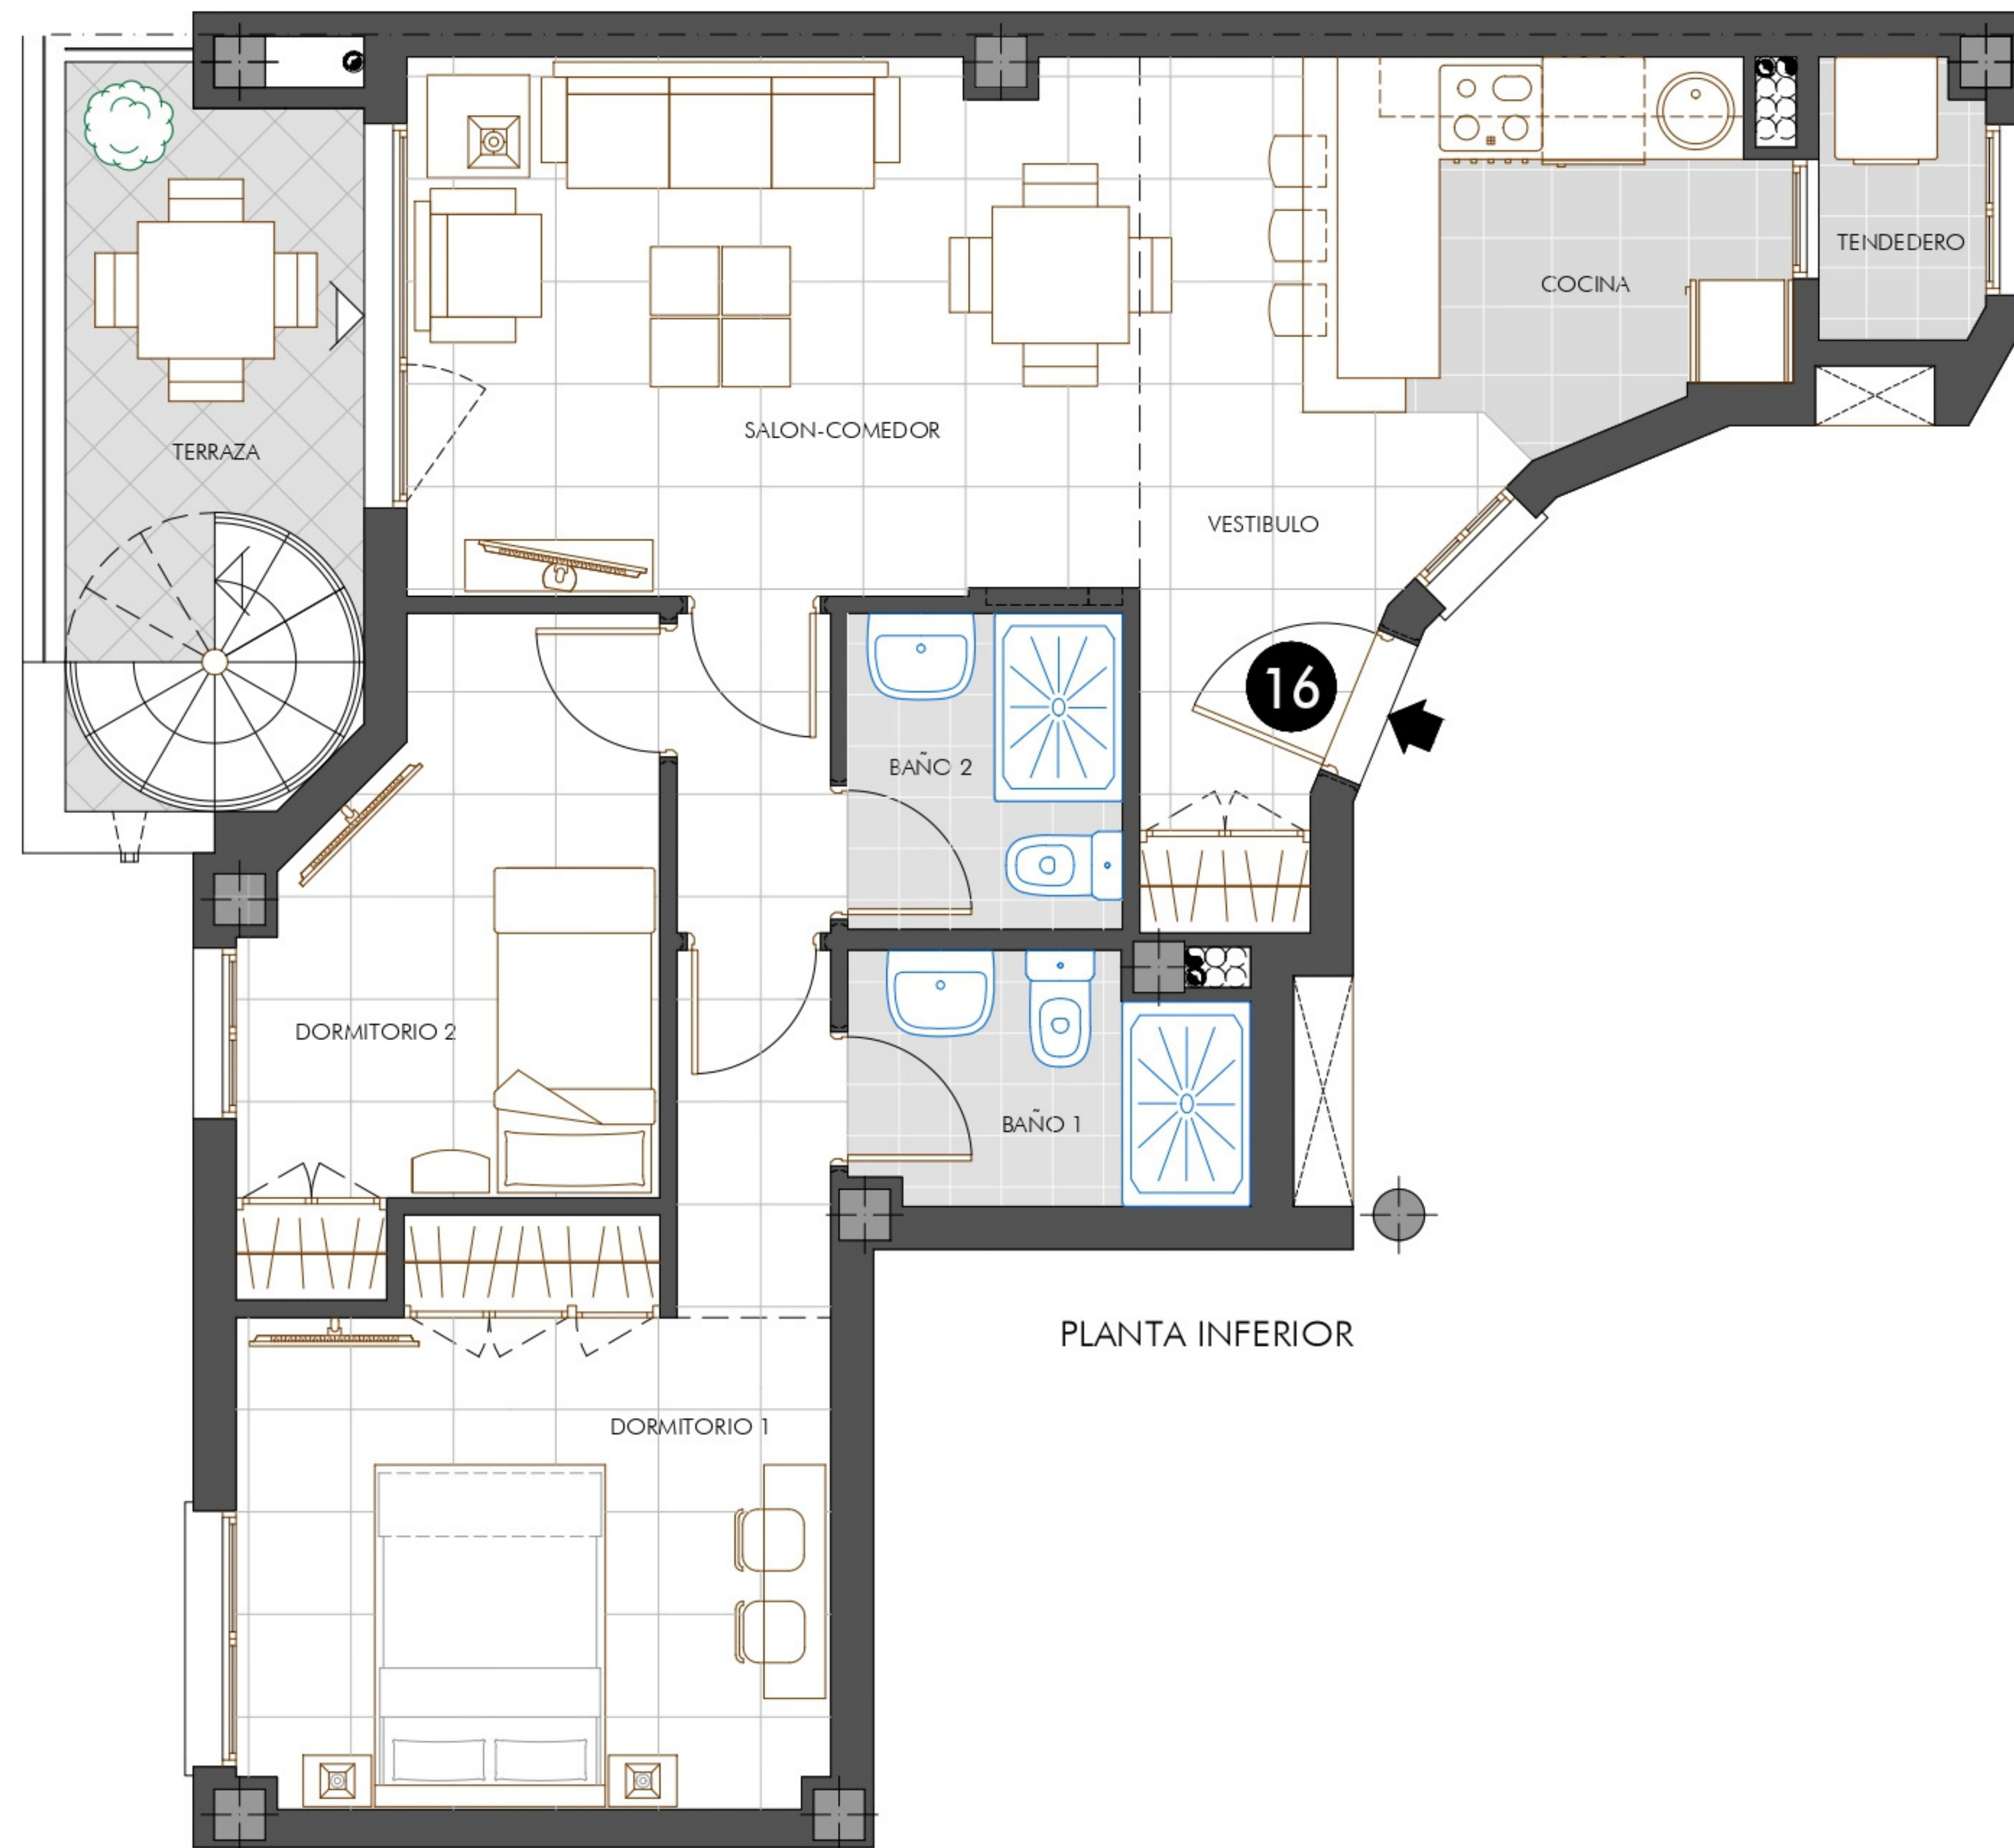 TENDEDERO
COCINA
SALON-COMEDOR
TERRAZA
VESTIBULO
16
BAÑO 2
DORMITORIO 2
BAÑO 1
PLANTA INFERIOR
DORMITORIO 1